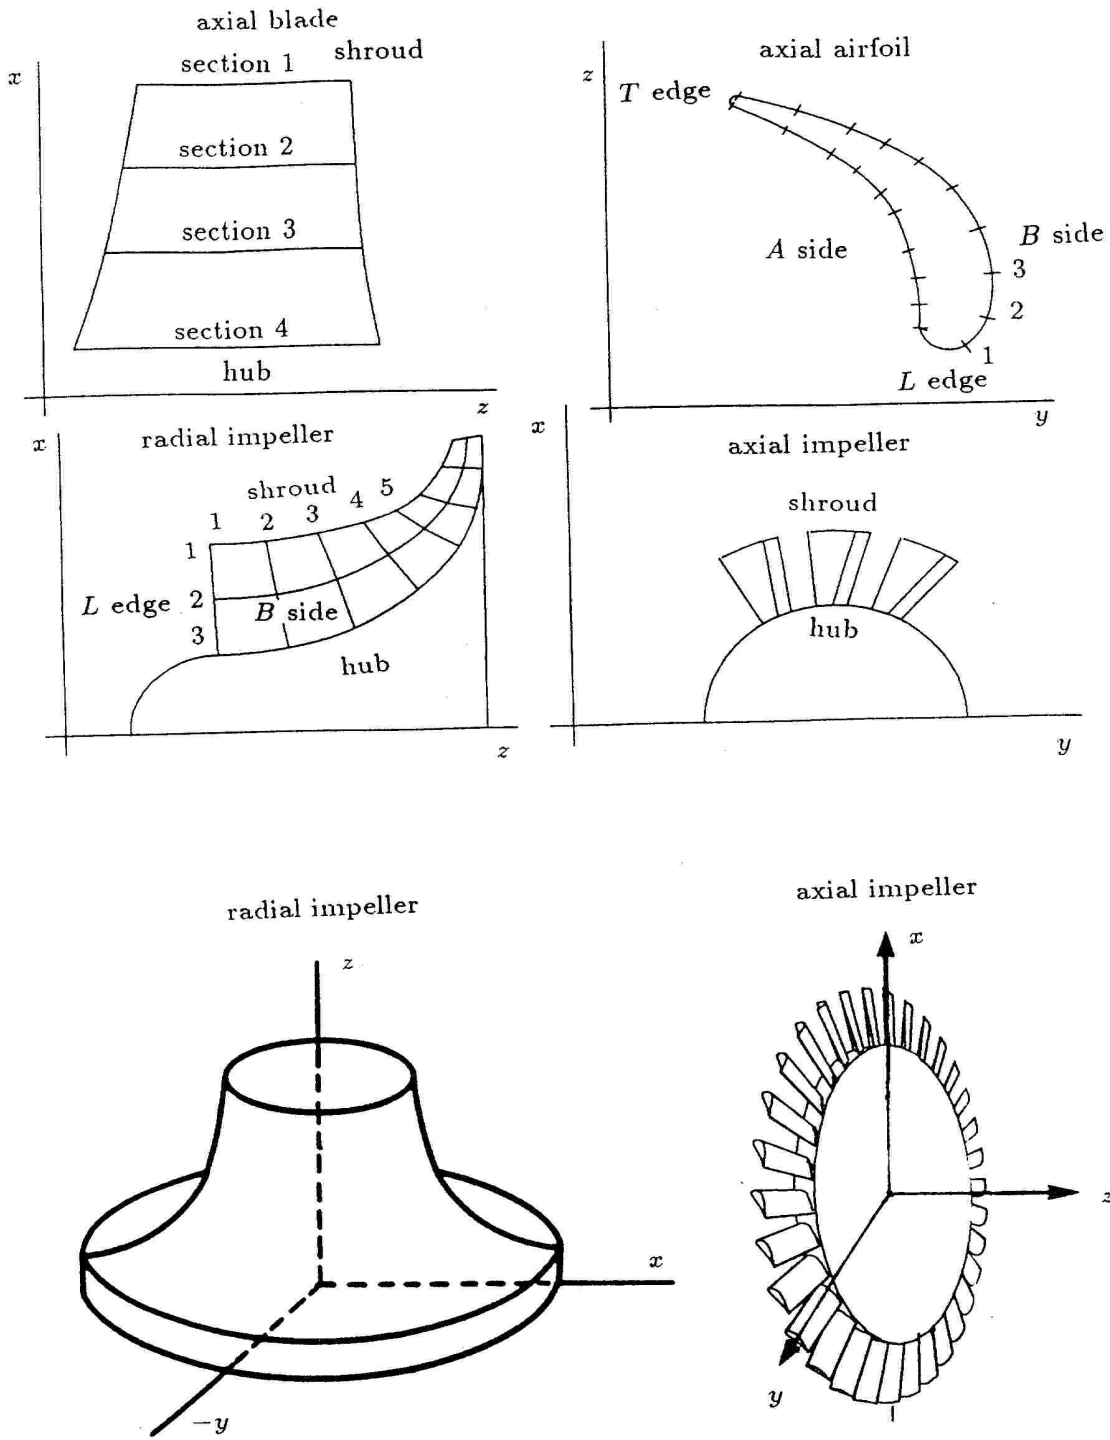 axial blade
shroud
section 1
x
section 2
section 3
section 4
hub
z
axial airfoil
z
T edge
A side
B side
3
2
1
L edge
y
radial impeller
x
shroud
1 2 3 4 5
1
L edge 2
B side
3
hub
z
x
axial impeller
shroud
hub
y
radial impeller
z
x
−y
axial impeller
x
z
y